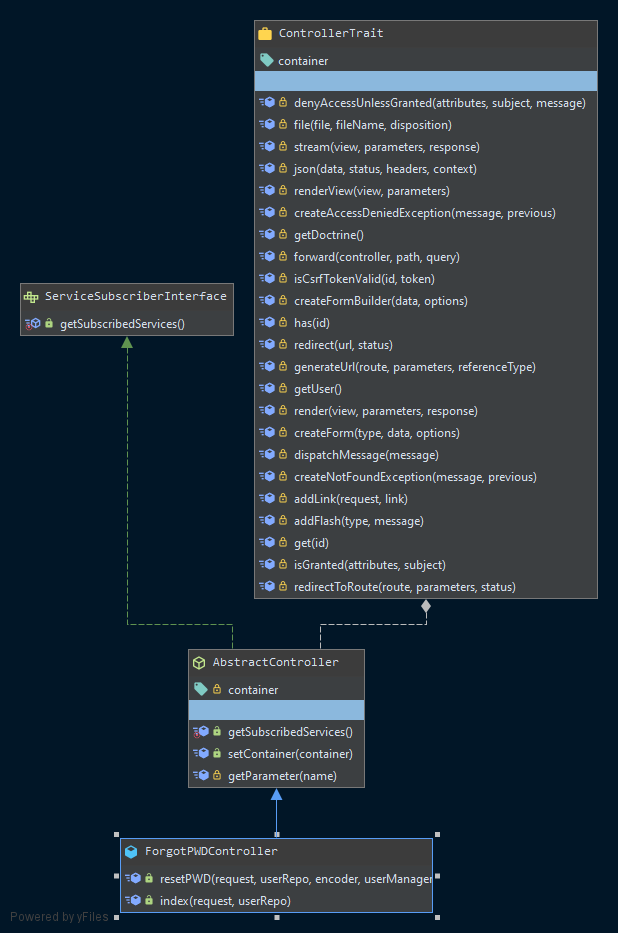 ControllerTrait
container
denyAccessUnlessGranted(attributes, subject, message)
file(file, fileName, disposition)
stream(view, parameters, response)
json(data, status, headers, context)
renderView(view, parameters)
createAccessDeniedException(message, previous)
getDoctrine()
forward(controller, path, query)
isCsrfTokenValid(id, token)
createFormBuilder(data, options)
has(id)
redirect(url, status)
generateUrl(route, parameters, referenceType)
getUser()
render(view, parameters, response)
createForm(type, data, options)
dispatchMessage(message)
createNotFoundException(message, previous)
addLink(request, link)
addFlash(type, message)
get(id)
isGranted(attributes, subject)
redirectToRoute(route, parameters, status)
ServiceSubscriberInterface
getSubscribedServices()
AbstractController
container
getSubscribedServices()
setContainer(container)
getParameter(name)
ForgotPWDController
resetPWD(request, userRepo, encoder, userManager
index(request, userRepo)
Powered by yFiles